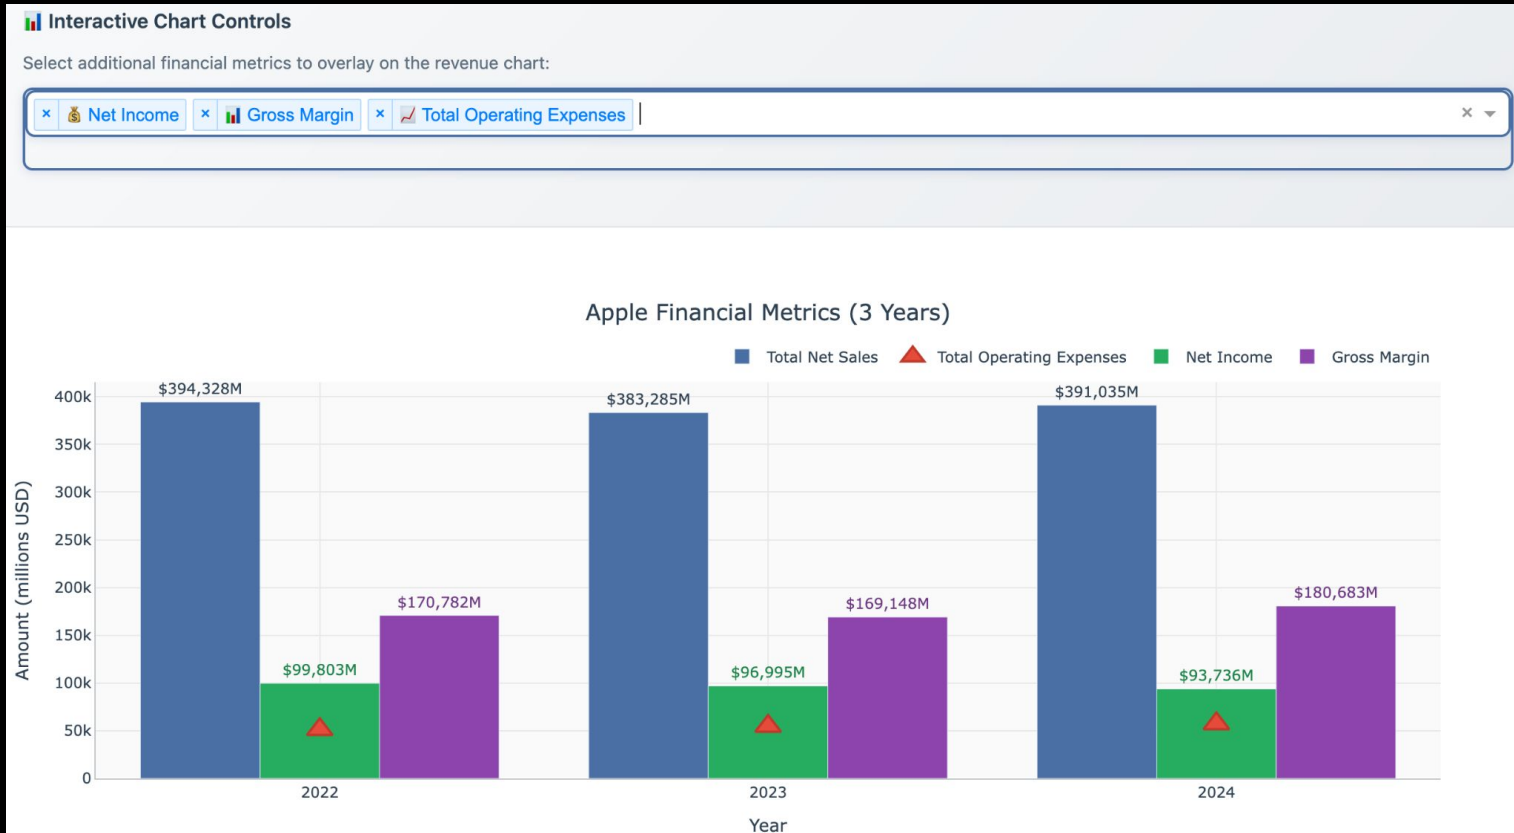 Interactive Chart Controls
Select additional financial metrics to overlay on the revenue chart:
× Net Income × Gross Margin × Total Operating Expenses ×
Apple Financial Metrics (3 Years)
Total Net Sales Total Operating Expenses Net Income Gross Margin
Amount (millions USD)
400k
350k
300k
250k
200k
150k
100k
50k
0
$394,328M
$99,803M
$170,782M
$383,285M
$96,995M
$169,148M
$391,035M
$93,736M
$180,683M
2022 2023 2024
Year